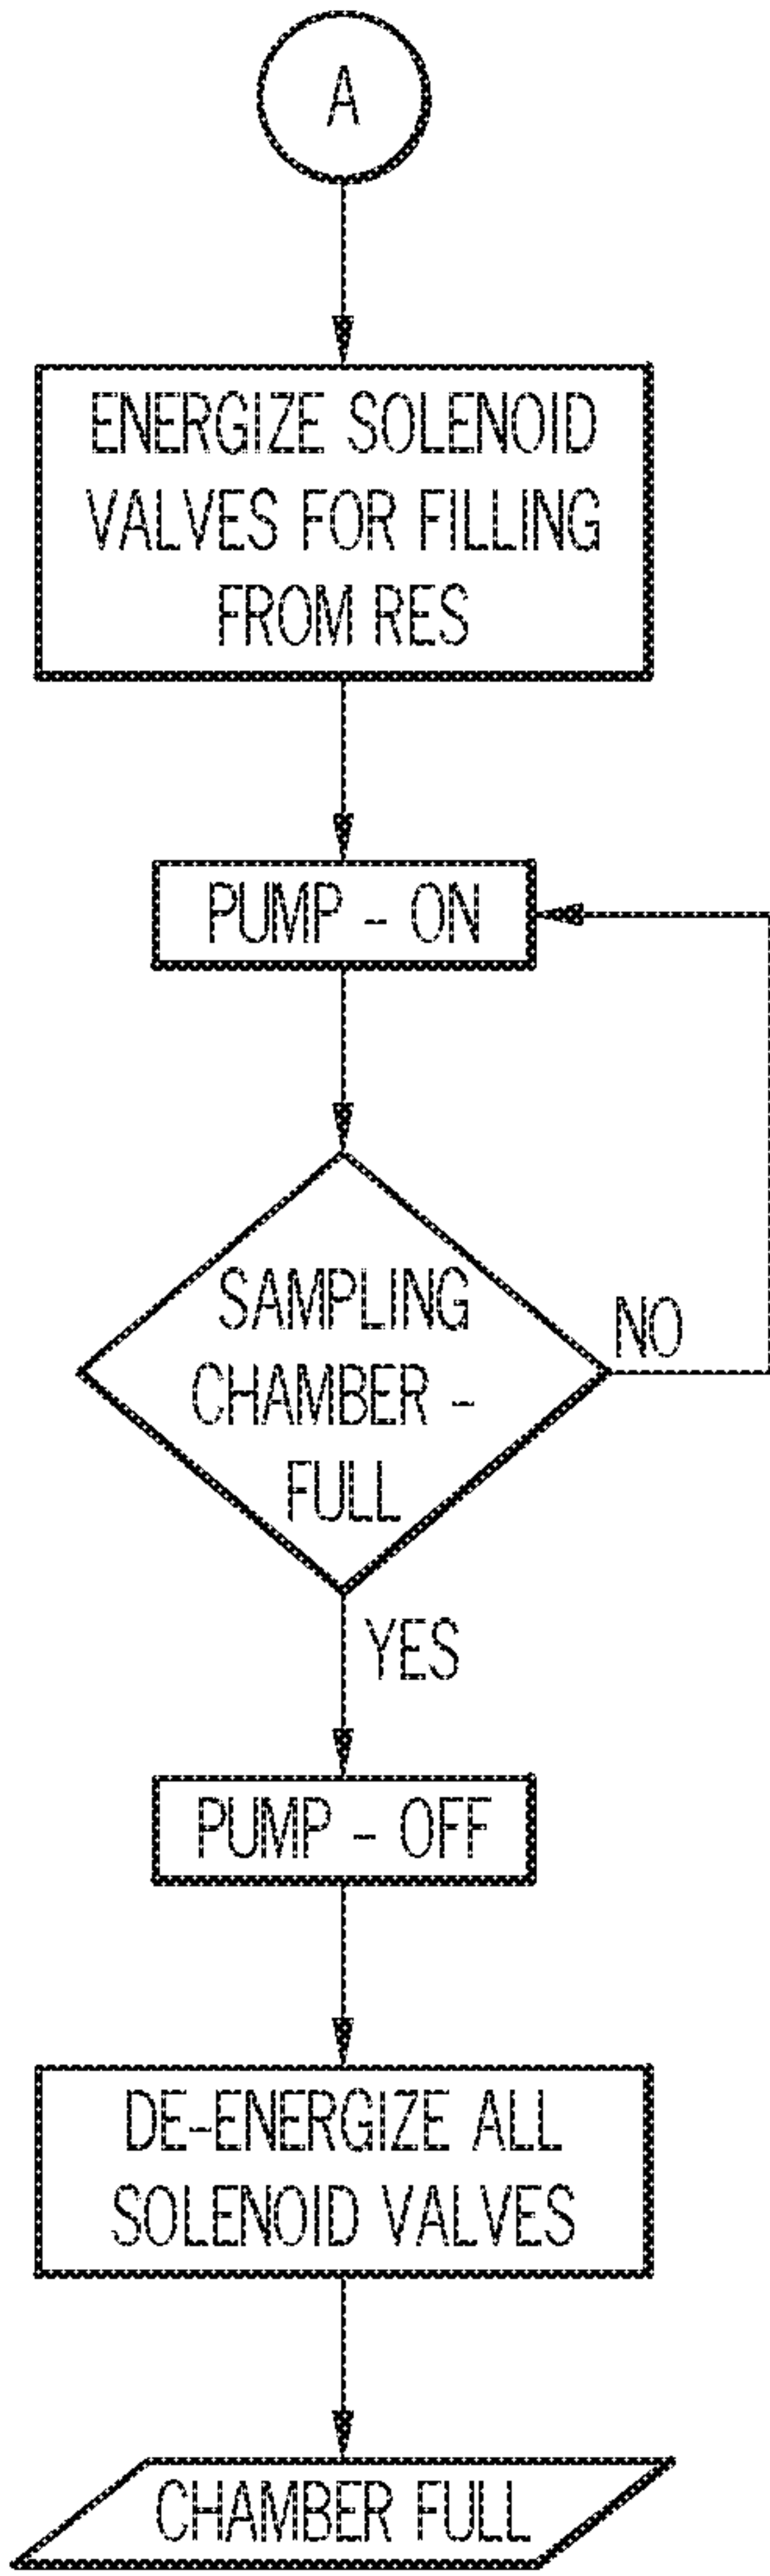 A
ENERGIZE SOLENOID
VALVES FOR FILLING
FROM RES
PUMP - ON
SAMPLING
CHAMBER -
FULL
NO
YES
PUMP - OFF
DE-ENERGIZE ALL
SOLENOID VALVES
CHAMBER FULL